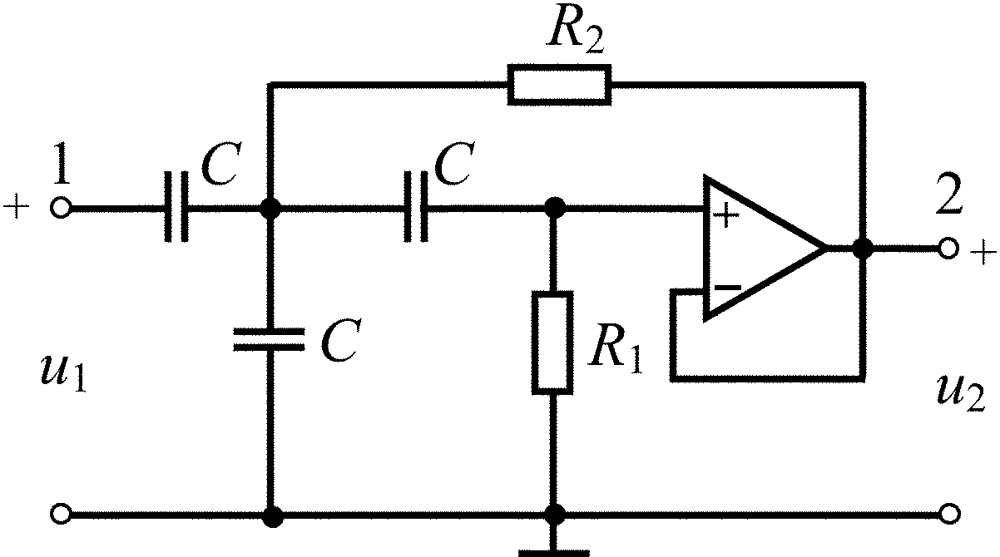 R₂
1 C C 2
+ + +
−
C R₁
u₁ u₂